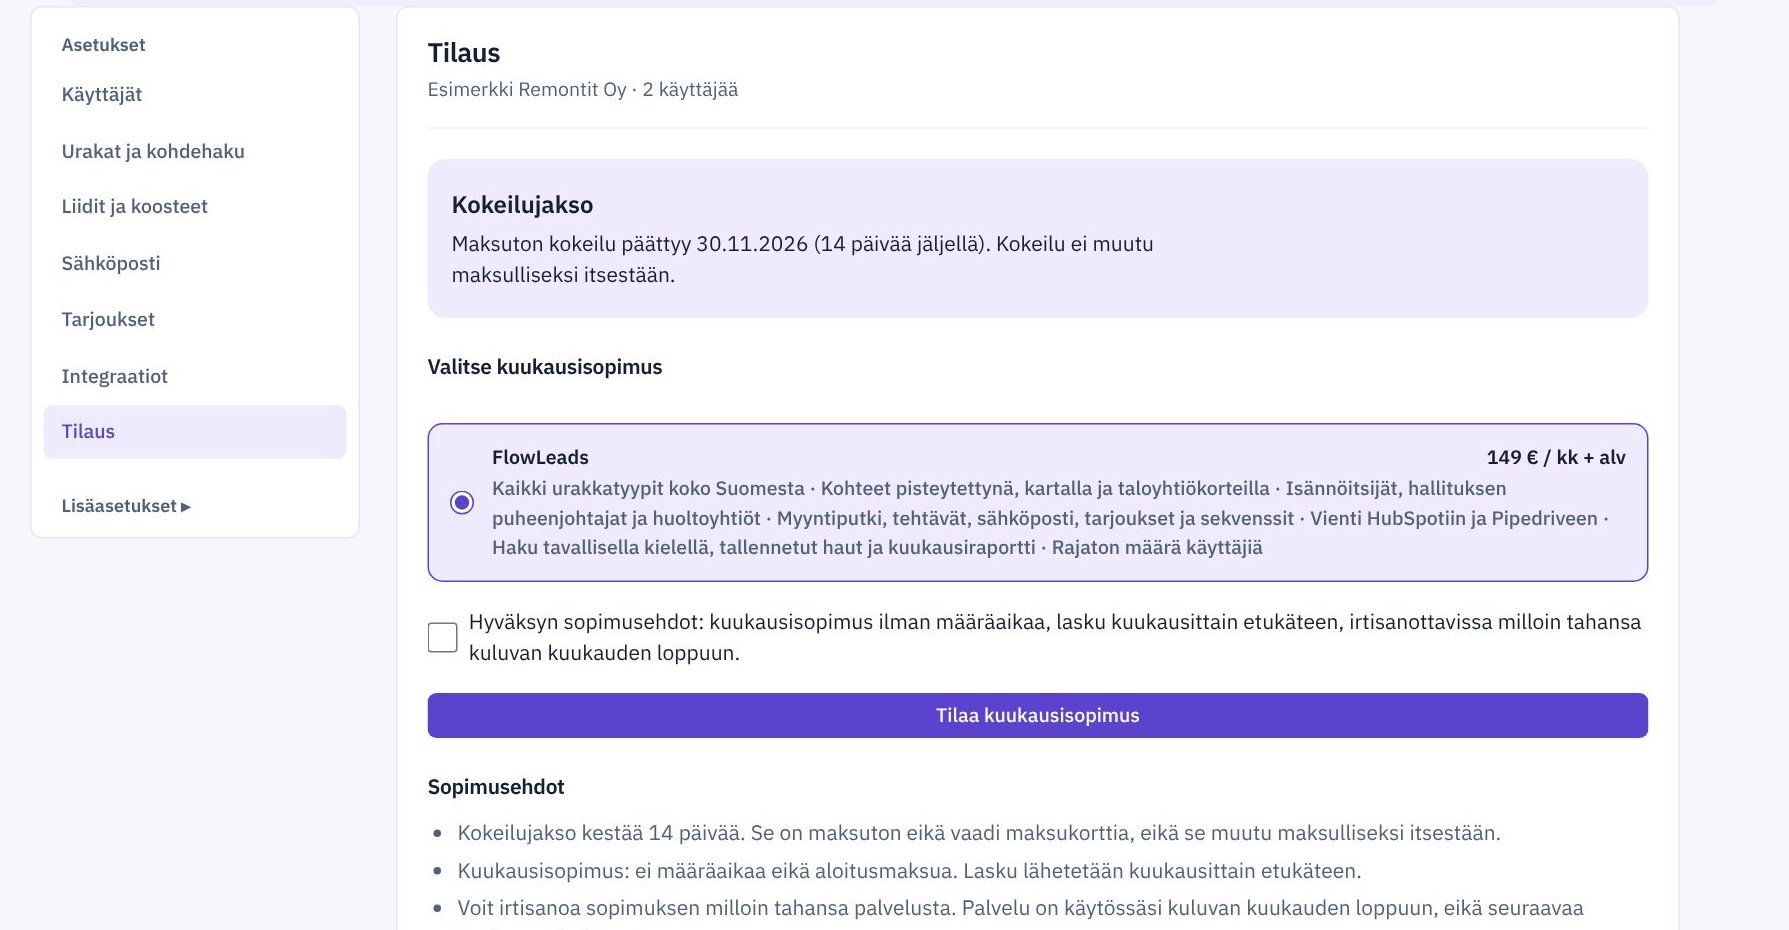 Asetukset
Käyttäjät
Urakat ja kohdehaku
Liidit ja koosteet
Sähköposti
Tarjoukset
Integraatiot
Tilaus
Lisäasetukset ▸
Tilaus
Esimerkki Remontit Oy · 2 käyttäjää
Kokeilujakso
Maksuton kokeilu päättyy 30.11.2026 (14 päivää jäljellä). Kokeilu ei muutu
maksulliseksi itsestään.
Valitse kuukausisopimus
FlowLeads
149 € / kk + alv
Kaikki urakkatyypit koko Suomesta · Kohteet pisteytettynä, kartalla ja taloyhtiökorteilla · Isännöitsijät, hallituksen
puheenjohtajat ja huoltoyhtiöt · Myyntiputki, tehtävät, sähköposti, tarjoukset ja sekvenssit · Vienti HubSpotiin ja Pipedriveen ·
Haku tavallisella kielellä, tallennetut haut ja kuukausiraportti · Rajaton määrä käyttäjiä
Hyväksyn sopimusehdot: kuukausisopimus ilman määräaikaa, lasku kuukausittain etukäteen, irtisanottavissa milloin tahansa
kuluvan kuukauden loppuun.
Tilaa kuukausisopimus
Sopimusehdot
• Kokeilujakso kestää 14 päivää. Se on maksuton eikä vaadi maksukorttia, eikä se muutu maksulliseksi itsestään.
• Kuukausisopimus: ei määräaikaa eikä aloitusmaksua. Lasku lähetetään kuukausittain etukäteen.
• Voit irtisanoa sopimuksen milloin tahansa palvelusta. Palvelu on käytössäsi kuluvan kuukauden loppuun, eikä seuraavaa